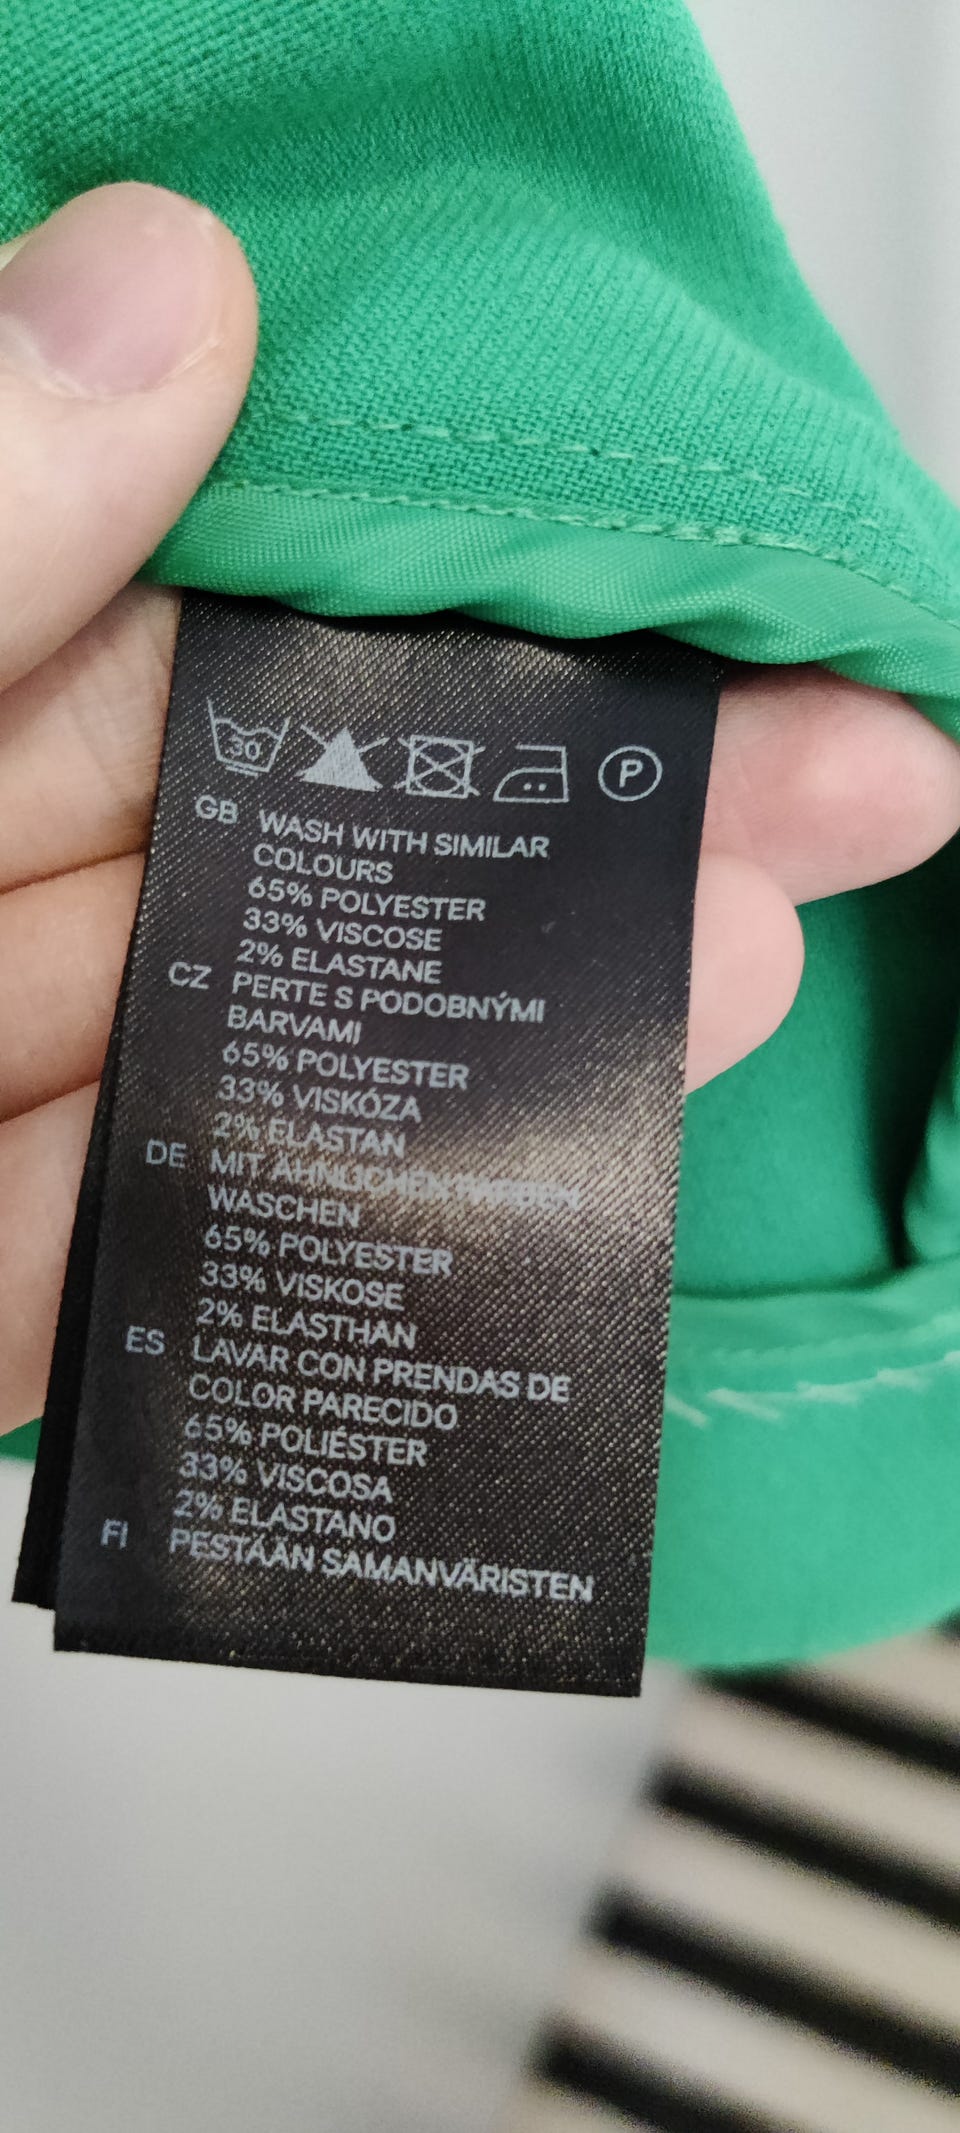 30 P
GB WASH WITH SIMILAR
COLOURS
65% POLYESTER
33% VISCOSE
2% ELASTANE
CZ PERTE S PODOBNÝMI
BARVAMI
65% POLYESTER
33% VISKÓZA
2% ELASTAN
DE MIT ÄHNLICHEN
WASCHEN
65% POLYESTER
33% VISKOSE
2% ELASTHAN
ES LAVAR CON PRENDAS DE
COLOR PARECIDO
65% POLIÉSTER
33% VISCOSA
2% ELASTANO
FI PESTÄÄN SAMANVÄRISTEN